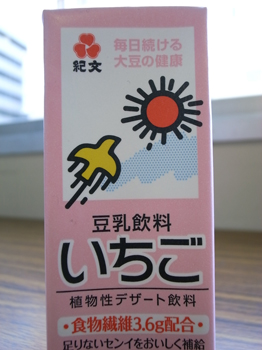 毎日続ける
大豆の健康
紀文
豆乳飲料
いちご
植物性デザート飲料
・食物繊維3.6g配合・
足りないセンイをおいしく補給